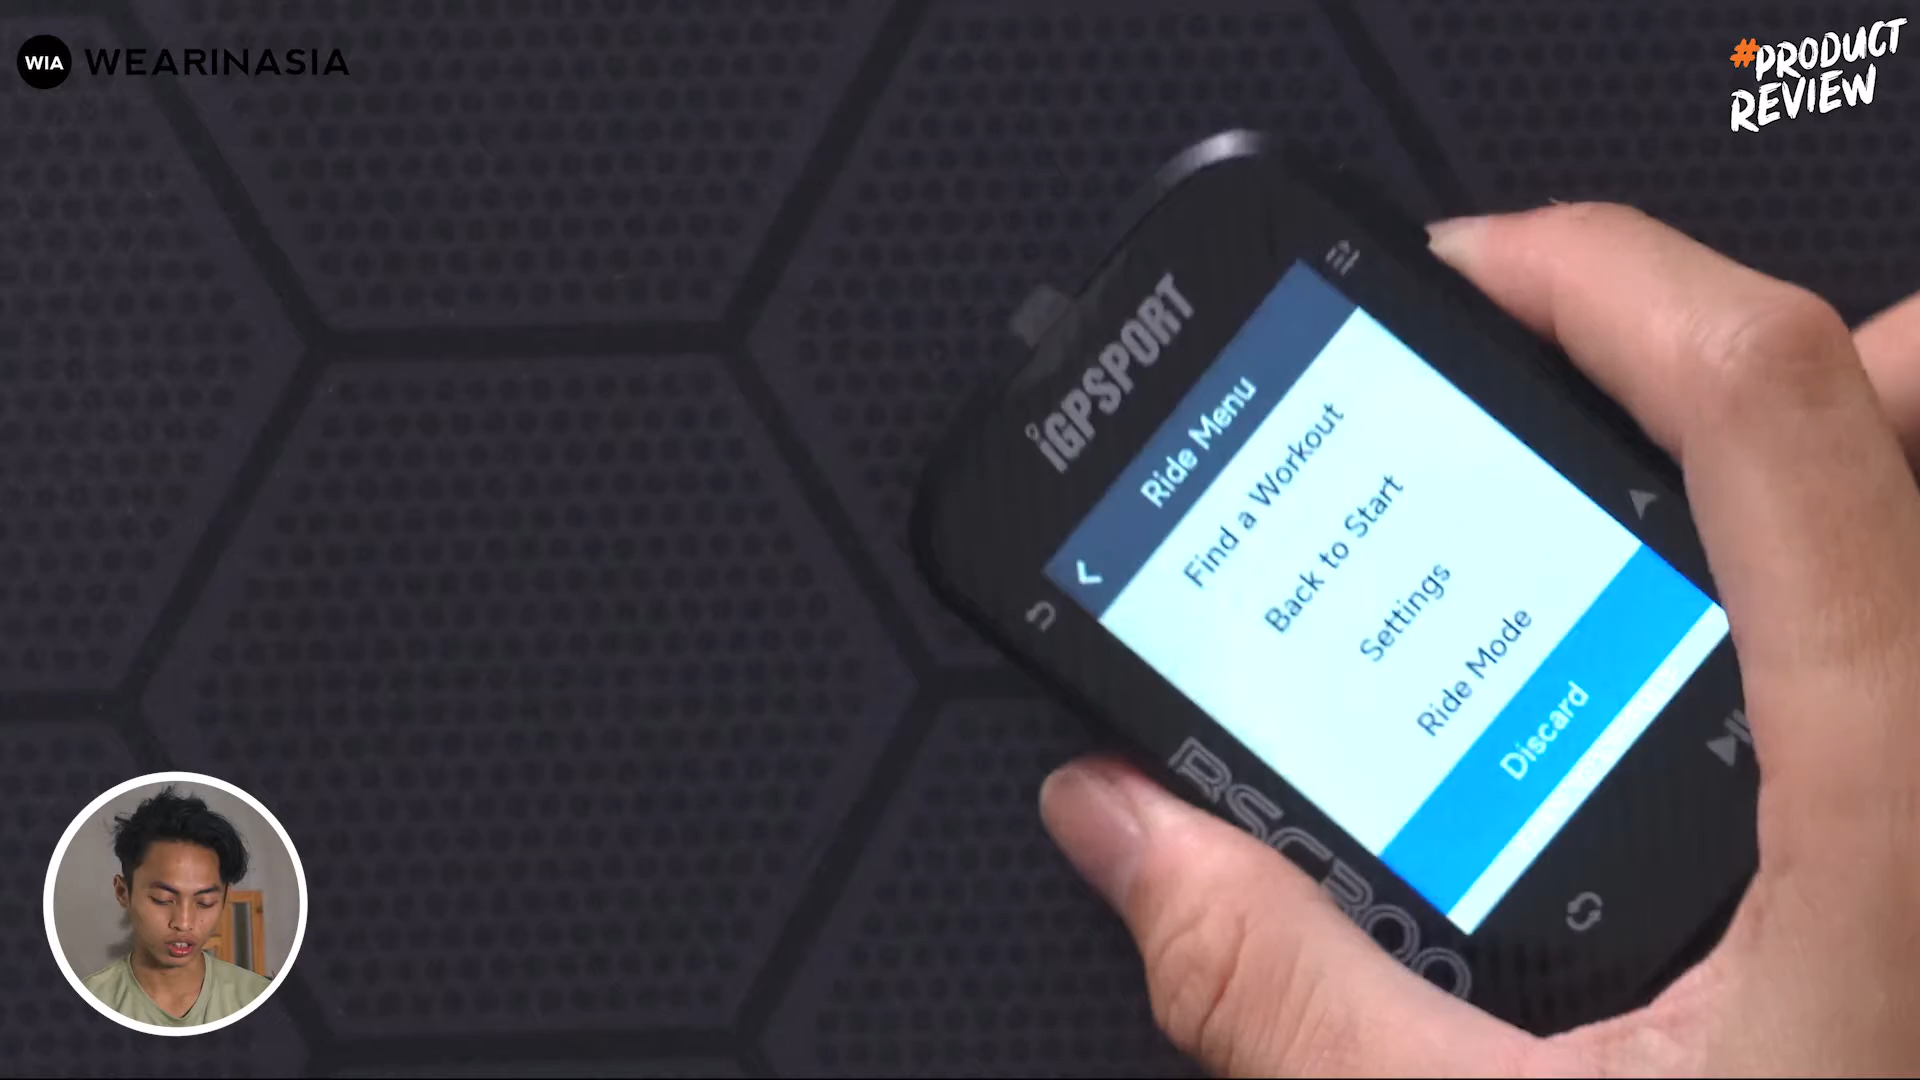 WIA WEARINASIA
#PRODUCT
REVIEW
iGPSPORT
Ride Menu
Find a Workout
Back to Start
Settings
Ride Mode
Discard
BSC300